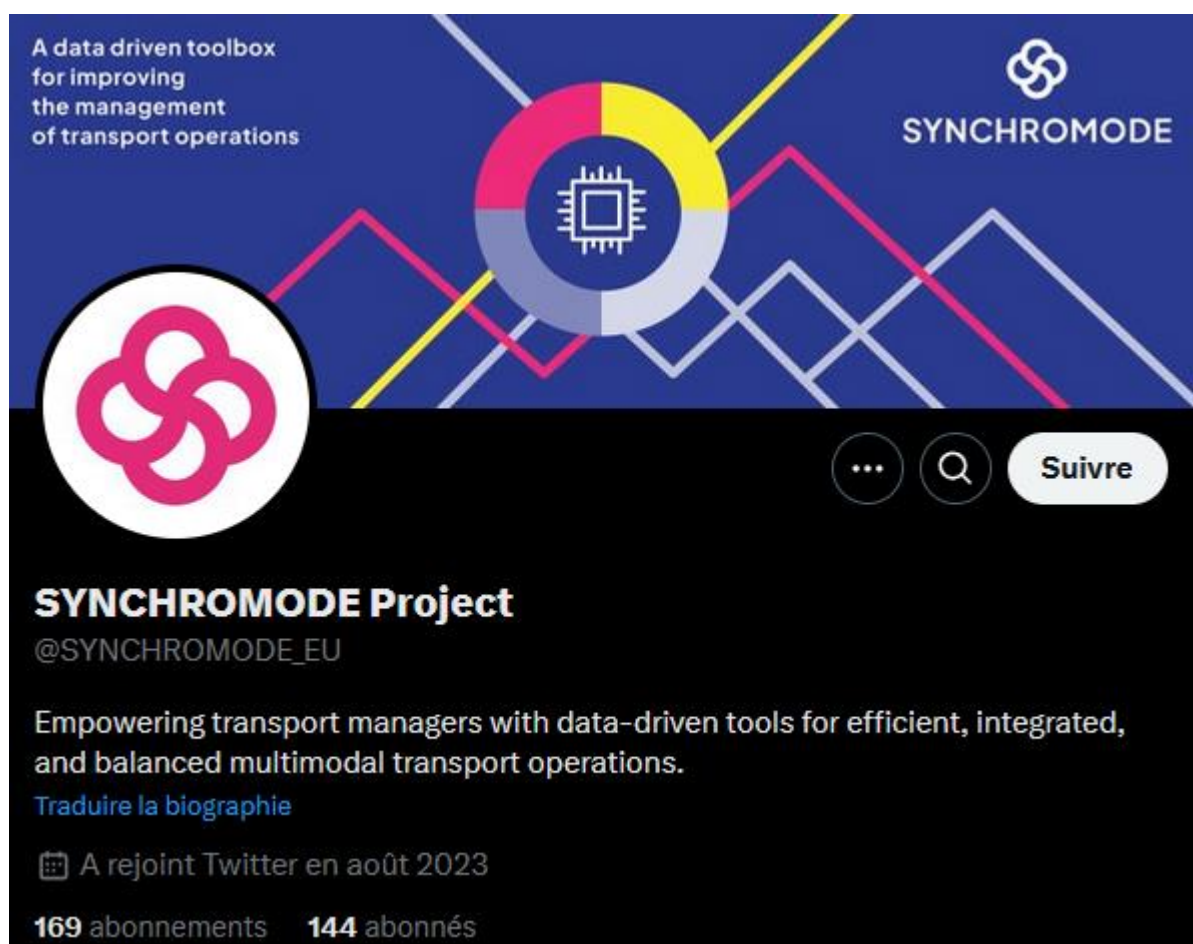 A data driven toolbox
for improving
the management
of transport operations
SYNCHROMODE
Suivre
SYNCHROMODE Project
@SYNCHROMODE_EU
Empowering transport managers with data-driven tools for efficient, integrated,
and balanced multimodal transport operations.
Traduire la biographie
A rejoint Twitter en août 2023
169 abonnements 144 abonnés